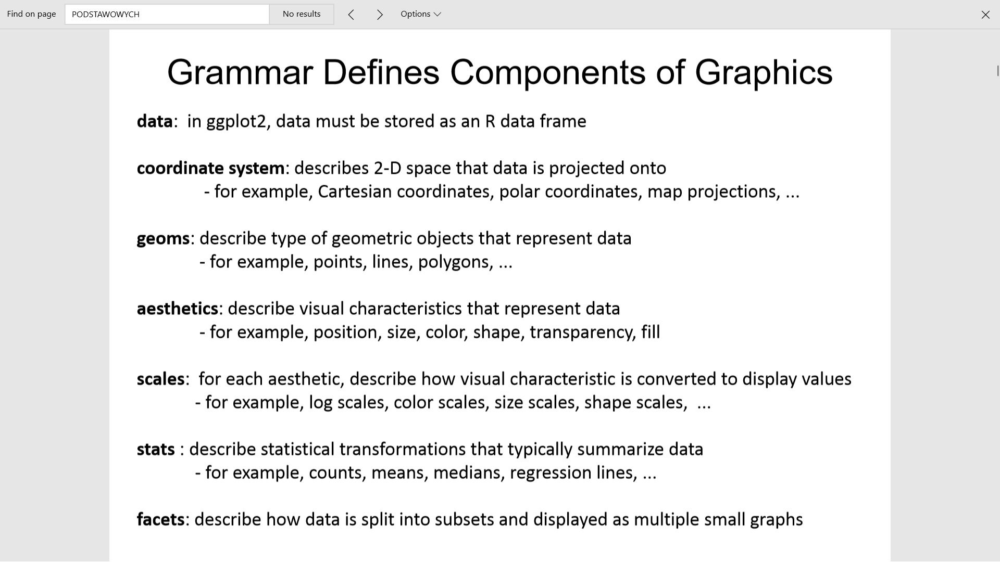 Find on page PODSTAWOWYCH No results Options
Grammar Defines Components of Graphics
data:  in ggplot2, data must be stored as an R data frame
coordinate system: describes 2-D space that data is projected onto
- for example, Cartesian coordinates, polar coordinates, map projections, ...
geoms: describe type of geometric objects that represent data
- for example, points, lines, polygons, ...
aesthetics: describe visual characteristics that represent data
- for example, position, size, color, shape, transparency, fill
scales:  for each aesthetic, describe how visual characteristic is converted to display values
- for example, log scales, color scales, size scales, shape scales,  ...
stats : describe statistical transformations that typically summarize data
- for example, counts, means, medians, regression lines, ...
facets: describe how data is split into subsets and displayed as multiple small graphs